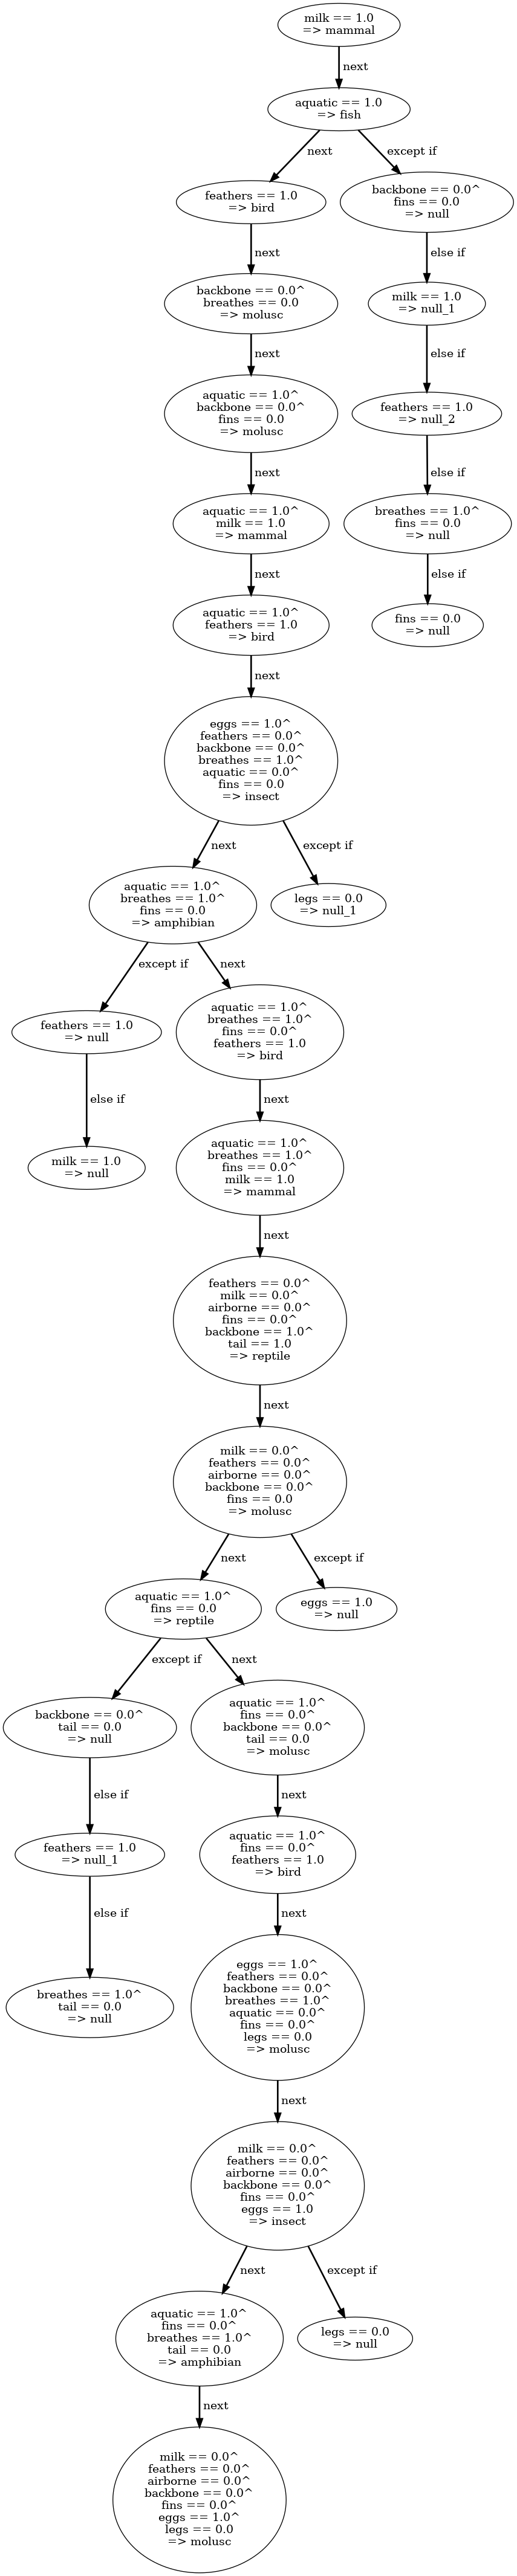 milk == 1.0
=> mammal
next
aquatic == 1.0
=> fish
next
except if
feathers == 1.0
=> bird
backbone == 0.0^
fins == 0.0
=> null
next
else if
backbone == 0.0^
breathes == 0.0
=> molusc
milk == 1.0
=> null_1
next
else if
aquatic == 1.0^
backbone == 0.0^
fins == 0.0
=> molusc
feathers == 1.0
=> null_2
next
else if
aquatic == 1.0^
milk == 1.0
=> mammal
breathes == 1.0^
fins == 0.0
=> null
next
else if
aquatic == 1.0^
feathers == 1.0
=> bird
fins == 0.0
=> null
next
eggs == 1.0^
feathers == 0.0^
backbone == 0.0^
breathes == 1.0^
aquatic == 0.0^
fins == 0.0
=> insect
next
except if
aquatic == 1.0^
breathes == 1.0^
fins == 0.0
=> amphibian
legs == 0.0
=> null_1
except if
next
feathers == 1.0
=> null
aquatic == 1.0^
breathes == 1.0^
fins == 0.0^
feathers == 1.0
=> bird
else if
next
milk == 1.0
=> null
aquatic == 1.0^
breathes == 1.0^
fins == 0.0^
milk == 1.0
=> mammal
next
feathers == 0.0^
milk == 0.0^
airborne == 0.0^
fins == 0.0^
backbone == 1.0^
tail == 1.0
=> reptile
next
milk == 0.0^
feathers == 0.0^
airborne == 0.0^
backbone == 0.0^
fins == 0.0
=> molusc
next
except if
aquatic == 1.0^
fins == 0.0
=> reptile
eggs == 1.0
=> null
except if
next
backbone == 0.0^
tail == 0.0
=> null
aquatic == 1.0^
fins == 0.0^
backbone == 0.0^
tail == 0.0
=> molusc
else if
next
feathers == 1.0
=> null_1
aquatic == 1.0^
fins == 0.0^
feathers == 1.0
=> bird
else if
next
breathes == 1.0^
tail == 0.0
=> null
eggs == 1.0^
feathers == 0.0^
backbone == 0.0^
breathes == 1.0^
aquatic == 0.0^
fins == 0.0^
legs == 0.0
=> molusc
next
milk == 0.0^
feathers == 0.0^
airborne == 0.0^
backbone == 0.0^
fins == 0.0^
eggs == 1.0
=> insect
next
except if
aquatic == 1.0^
fins == 0.0^
breathes == 1.0^
tail == 0.0
=> amphibian
legs == 0.0
=> null
next
milk == 0.0^
feathers == 0.0^
airborne == 0.0^
backbone == 0.0^
fins == 0.0^
eggs == 1.0^
legs == 0.0
=> molusc